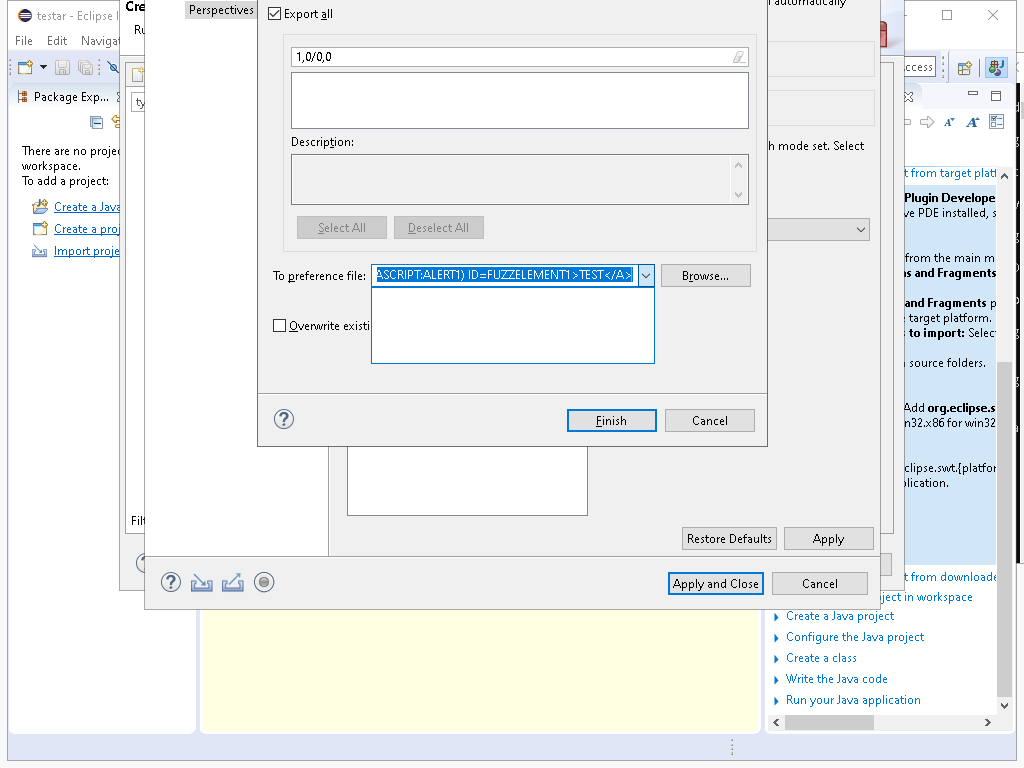 testar - Eclipse I
File Edit Navigat
Package Exp...
There are no projec
workspace.
To add a project:
Create a Java
Create a proj
Import proje
Cre
Ru
ty
Filt
Perspectives
Export all
1,0/0,0
Description:
Select All
Deselect All
To preference file:
ASCRIPT:ALERT1) ID=FUZZELEMENT1>TEST</A>
Browse...
Overwrite existi
Finish
Cancel
automatically
h mode set. Select
Restore Defaults
Apply
Apply and Close
Cancel
ccess
t from target platf
Plugin Develope
ve PDE installed, s
from the main m
ns and Fragments
and Fragments p
e target platform.
s to import: Selec
source folders.
Add org.eclipse.s
in32.x86 for win32
clipse.swt.{platfor
plication.
t from downloade
ject in workspace
Create a Java project
Configure the Java project
Create a class
Write the Java code
Run your Java application